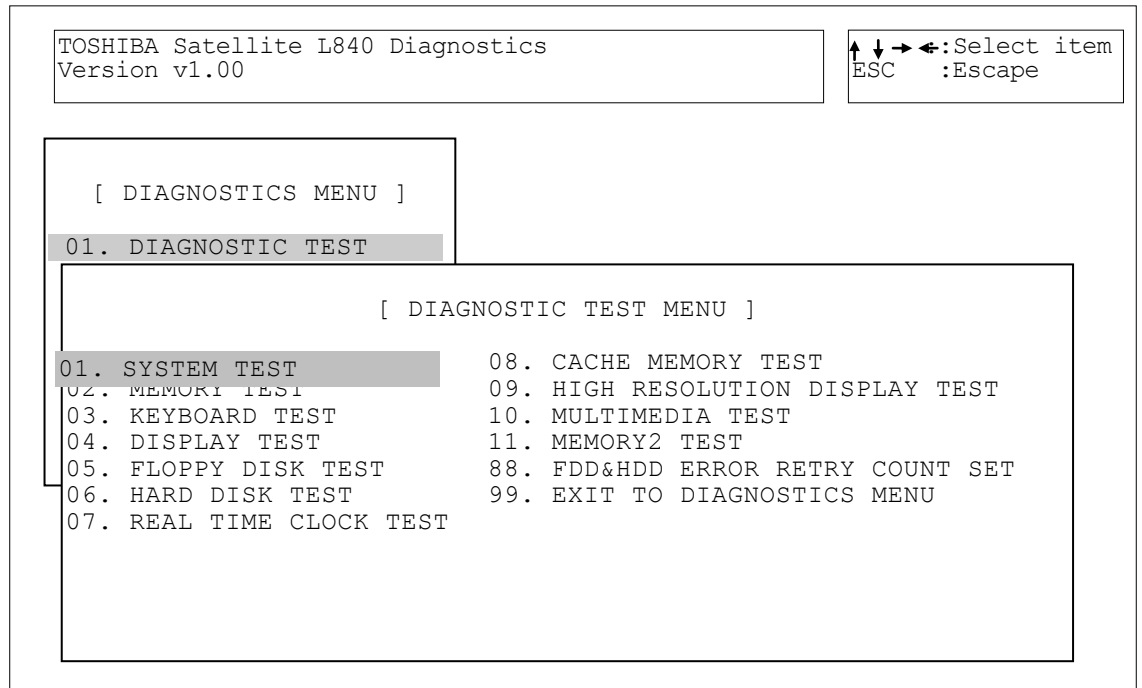 TOSHIBA Satellite L840 Diagnostics
Version v1.00
↑ ↓ → ←:Select item
ESC :Escape
[ DIAGNOSTICS MENU ]
01. DIAGNOSTIC TEST
[ DIAGNOSTIC TEST MENU ]
01. SYSTEM TEST
02. MEMORY TEST
03. KEYBOARD TEST
04. DISPLAY TEST
05. FLOPPY DISK TEST
06. HARD DISK TEST
07. REAL TIME CLOCK TEST
08. CACHE MEMORY TEST
09. HIGH RESOLUTION DISPLAY TEST
10. MULTIMEDIA TEST
11. MEMORY2 TEST
88. FDD&HDD ERROR RETRY COUNT SET
99. EXIT TO DIAGNOSTICS MENU